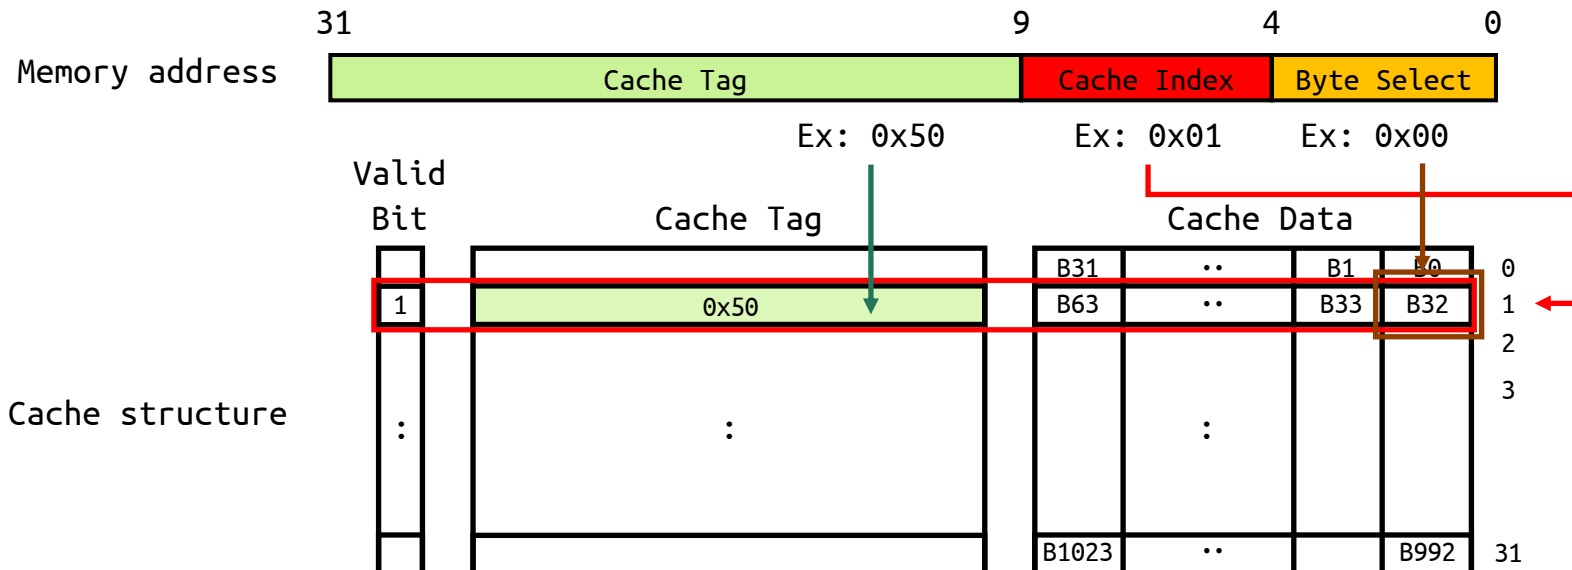 31 9 4 0
Memory address Cache Tag Cache Index Byte Select
Ex: 0x50 Ex: 0x01 Ex: 0x00
Valid
Bit Cache Tag Cache Data
B31 ·· B1 B0 0
1 0x50 B63 ·· B33 B32 1
2
3
Cache structure : : :
B1023 ·· B992 31